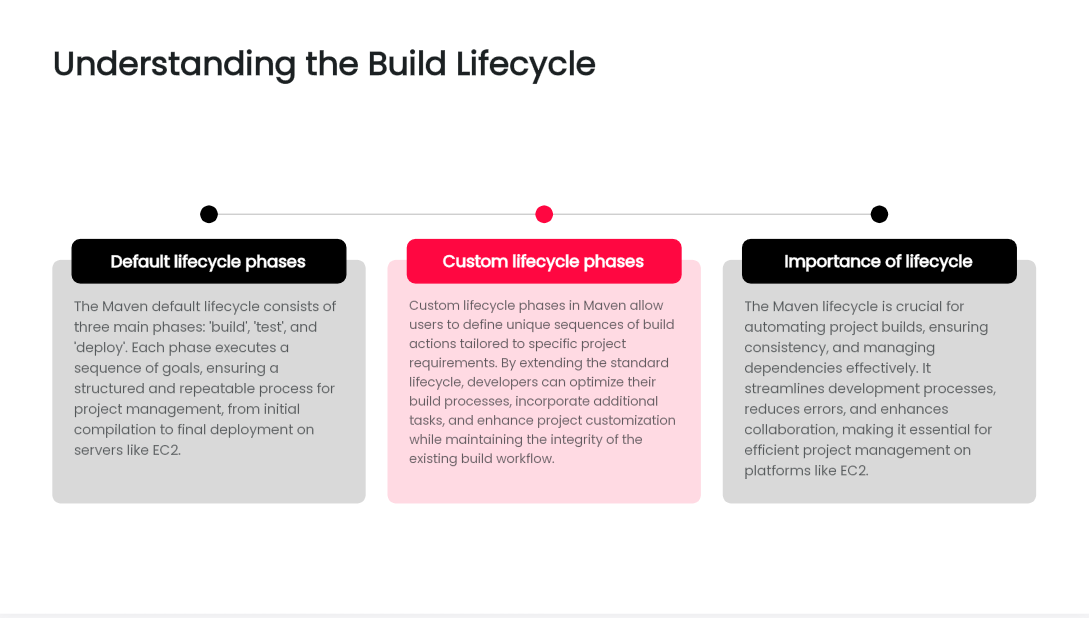 Understanding the Build Lifecycle
Default lifecycle phases
The Maven default lifecycle consists of
three main phases: 'build', 'test', and
'deploy'. Each phase executes a
sequence of goals, ensuring a
structured and repeatable process for
project management, from initial
compilation to final deployment on
servers like EC2.
Custom lifecycle phases
Custom lifecycle phases in Maven allow
users to define unique sequences of build
actions tailored to specific project
requirements. By extending the standard
lifecycle, developers can optimize their
build processes, incorporate additional
tasks, and enhance project customization
while maintaining the integrity of the
existing build workflow.
Importance of lifecycle
The Maven lifecycle is crucial for
automating project builds, ensuring
consistency, and managing
dependencies effectively. It
streamlines development processes,
reduces errors, and enhances
collaboration, making it essential for
efficient project management on
platforms like EC2.